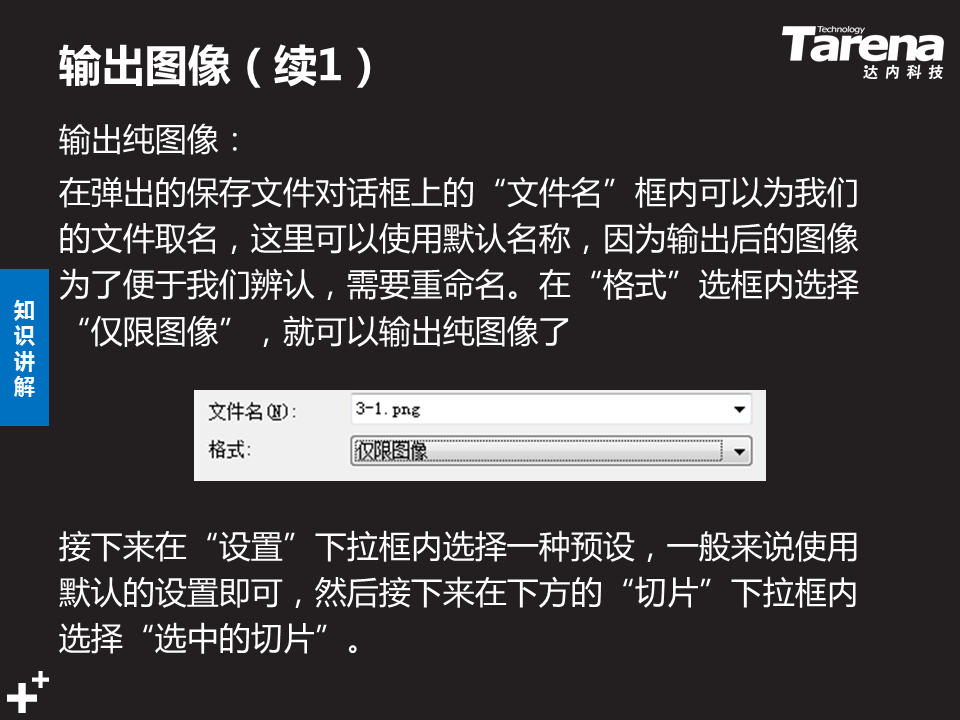 输出图像（续1）
Technology
Tarena
达内科技
输出纯图像：
在弹出的保存文件对话框上的“文件名”框内可以为我们
的文件取名，这里可以使用默认名称，因为输出后的图像
为了便于我们辨认，需要重命名。在“格式”选框内选择
“仅限图像”，就可以输出纯图像了
知识讲解
文件名(N): 3-1.png
格式: 仅限图像
接下来在“设置”下拉框内选择一种预设，一般来说使用
默认的设置即可，然后接下来在下方的“切片”下拉框内
选择“选中的切片”。